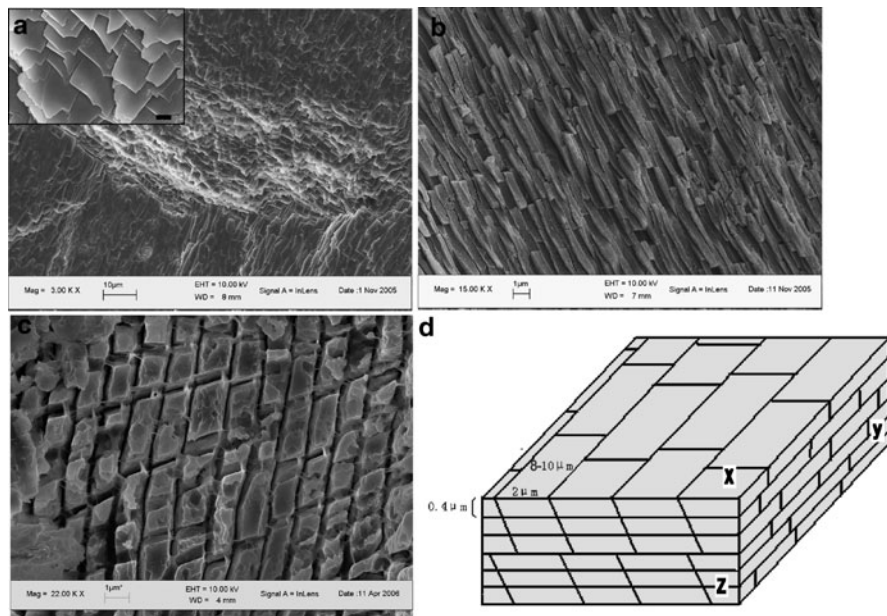 a
Mag = 3.00 K X
10µm
EHT = 10.00 kV
WD = 8 mm
Signal A = InLens
Date :1 Nov 2005
b
Mag = 15.00 K X
1µm
EHT = 10.00 kV
WD = 7 mm
Signal A = InLens
Date :11 Nov 2005
c
Mag = 22.00 K X
1µm*
EHT = 10.00 kV
WD = 4 mm
Signal A = InLens
Date :11 Apr 2006
d
8-10µm
2µm
0.4µm
x
y
z